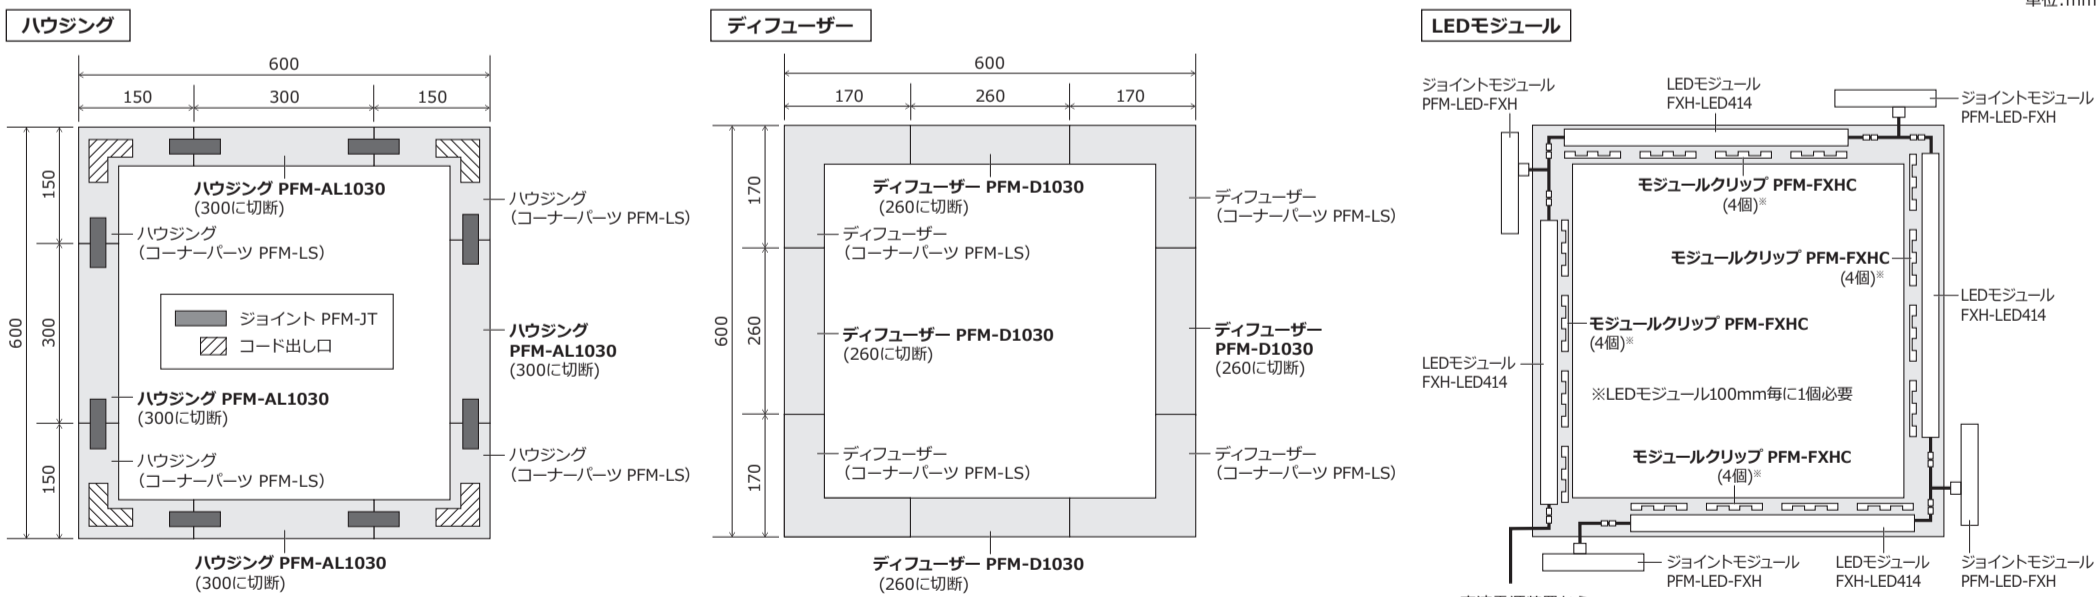 単位:mm
ハウジング
600
150
300
150
600
150
300
150
ハウジング PFM-AL1030
(300に切断)
ハウジング
(コーナーパーツ PFM-LS)
ハウジング
(コーナーパーツ PFM-LS)
ジョイント PFM-JT
コード出し口
ハウジング
PFM-AL1030
(300に切断)
ハウジング PFM-AL1030
(300に切断)
ハウジング
(コーナーパーツ PFM-LS)
ハウジング
(コーナーパーツ PFM-LS)
ハウジング PFM-AL1030
(300に切断)
ディフューザー
600
170
260
170
600
170
260
170
ディフューザー PFM-D1030
(260に切断)
ディフューザー
(コーナーパーツ PFM-LS)
ディフューザー
(コーナーパーツ PFM-LS)
ディフューザー PFM-D1030
(260に切断)
ディフューザー
PFM-D1030
(260に切断)
ディフューザー
(コーナーパーツ PFM-LS)
ディフューザー
(コーナーパーツ PFM-LS)
ディフューザー PFM-D1030
(260に切断)
LEDモジュール
ジョイントモジュール
PFM-LED-FXH
LEDモジュール
FXH-LED414
ジョイントモジュール
PFM-LED-FXH
モジュールクリップ PFM-FXHC
(4個)※
モジュールクリップ PFM-FXHC
(4個)※
LEDモジュール
FXH-LED414
モジュールクリップ PFM-FXHC
(4個)※
LEDモジュール
FXH-LED414
※LEDモジュール100mm毎に1個必要
モジュールクリップ PFM-FXHC
(4個)※
ジョイントモジュール
PFM-LED-FXH
LEDモジュール
FXH-LED414
ジョイントモジュール
PFM-LED-FXH